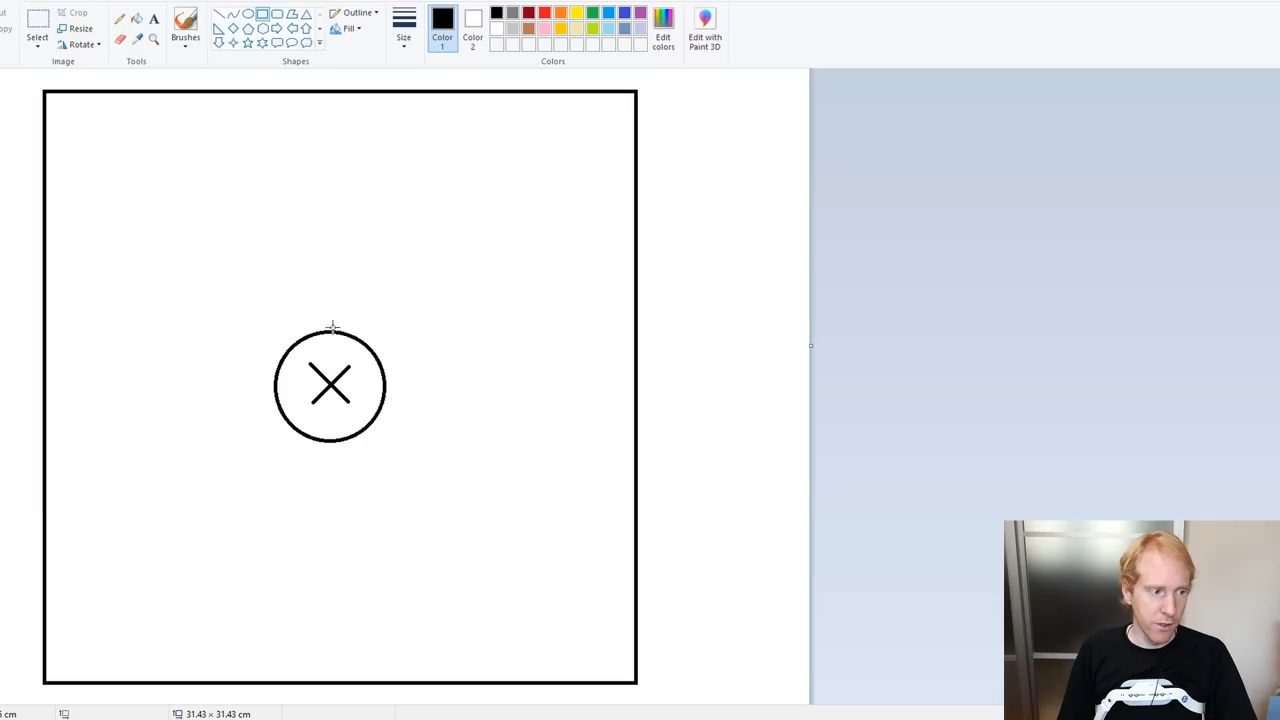 Crop
Resize
Rotate
Select
Image
Tools
Brushes
Outline
Fill
Shapes
Size
Color
1
Color
2
Edit
colors
Edit with
Paint 3D
Colors
cm
31.43 × 31.43 cm